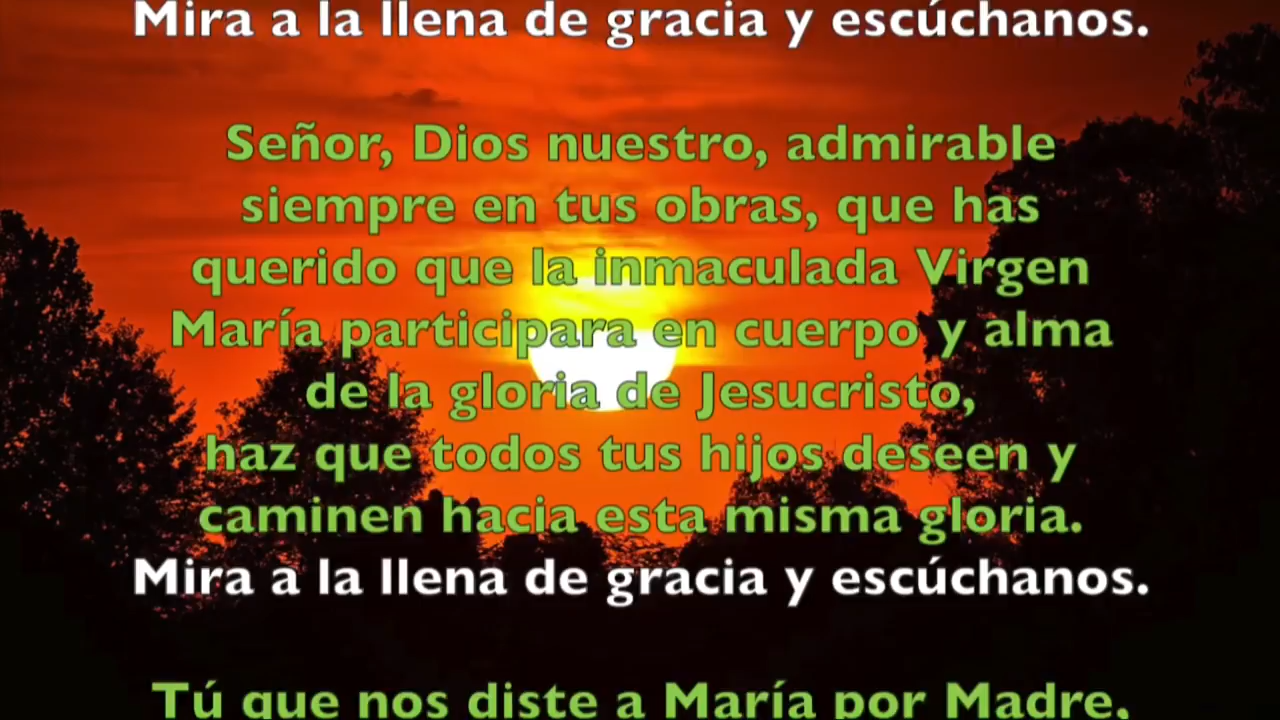 Mira a la llena de gracia y escúchanos.
Señor, Dios nuestro, admirable
siempre en tus obras, que has
querido que la inmaculada Virgen
María participara en cuerpo y alma
de la gloria de Jesucristo,
haz que todos tus hijos deseen y
caminen hacia esta misma gloria.
Mira a la llena de gracia y escúchanos.
Tú que nos diste a María por Madre,